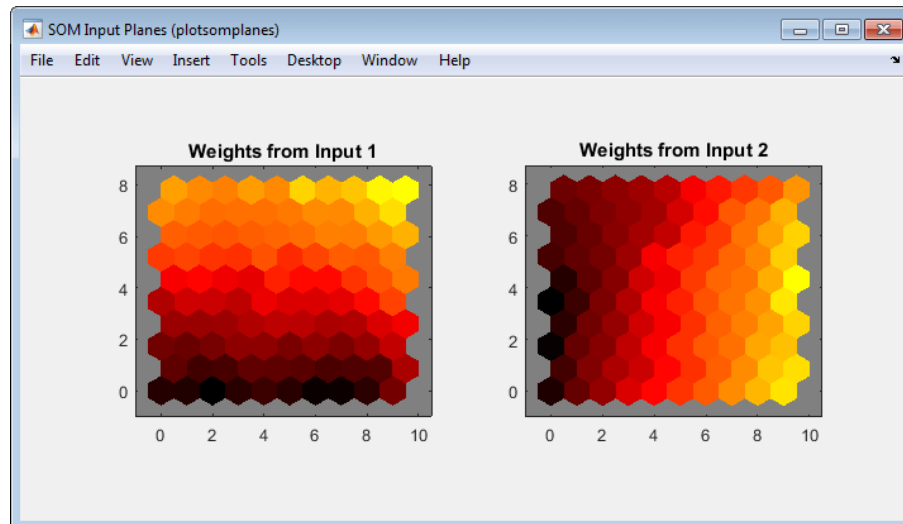 SOM Input Planes (plotsomplanes)
File Edit View Insert Tools Desktop Window Help
Weights from Input 1
8
6
4
2
0
0 2 4 6 8 10
Weights from Input 2
8
6
4
2
0
0 2 4 6 8 10